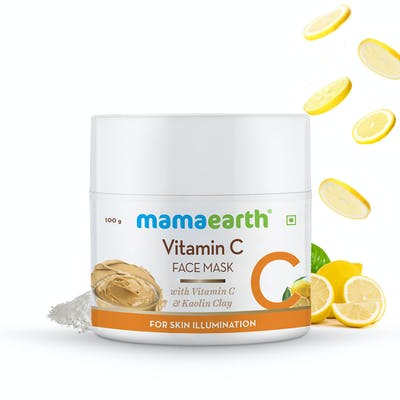 100 g
mamaearth®
Vitamin C
FACE MASK
with Vitamin C
& Kaolin Clay
C
FOR SKIN ILLUMINATION